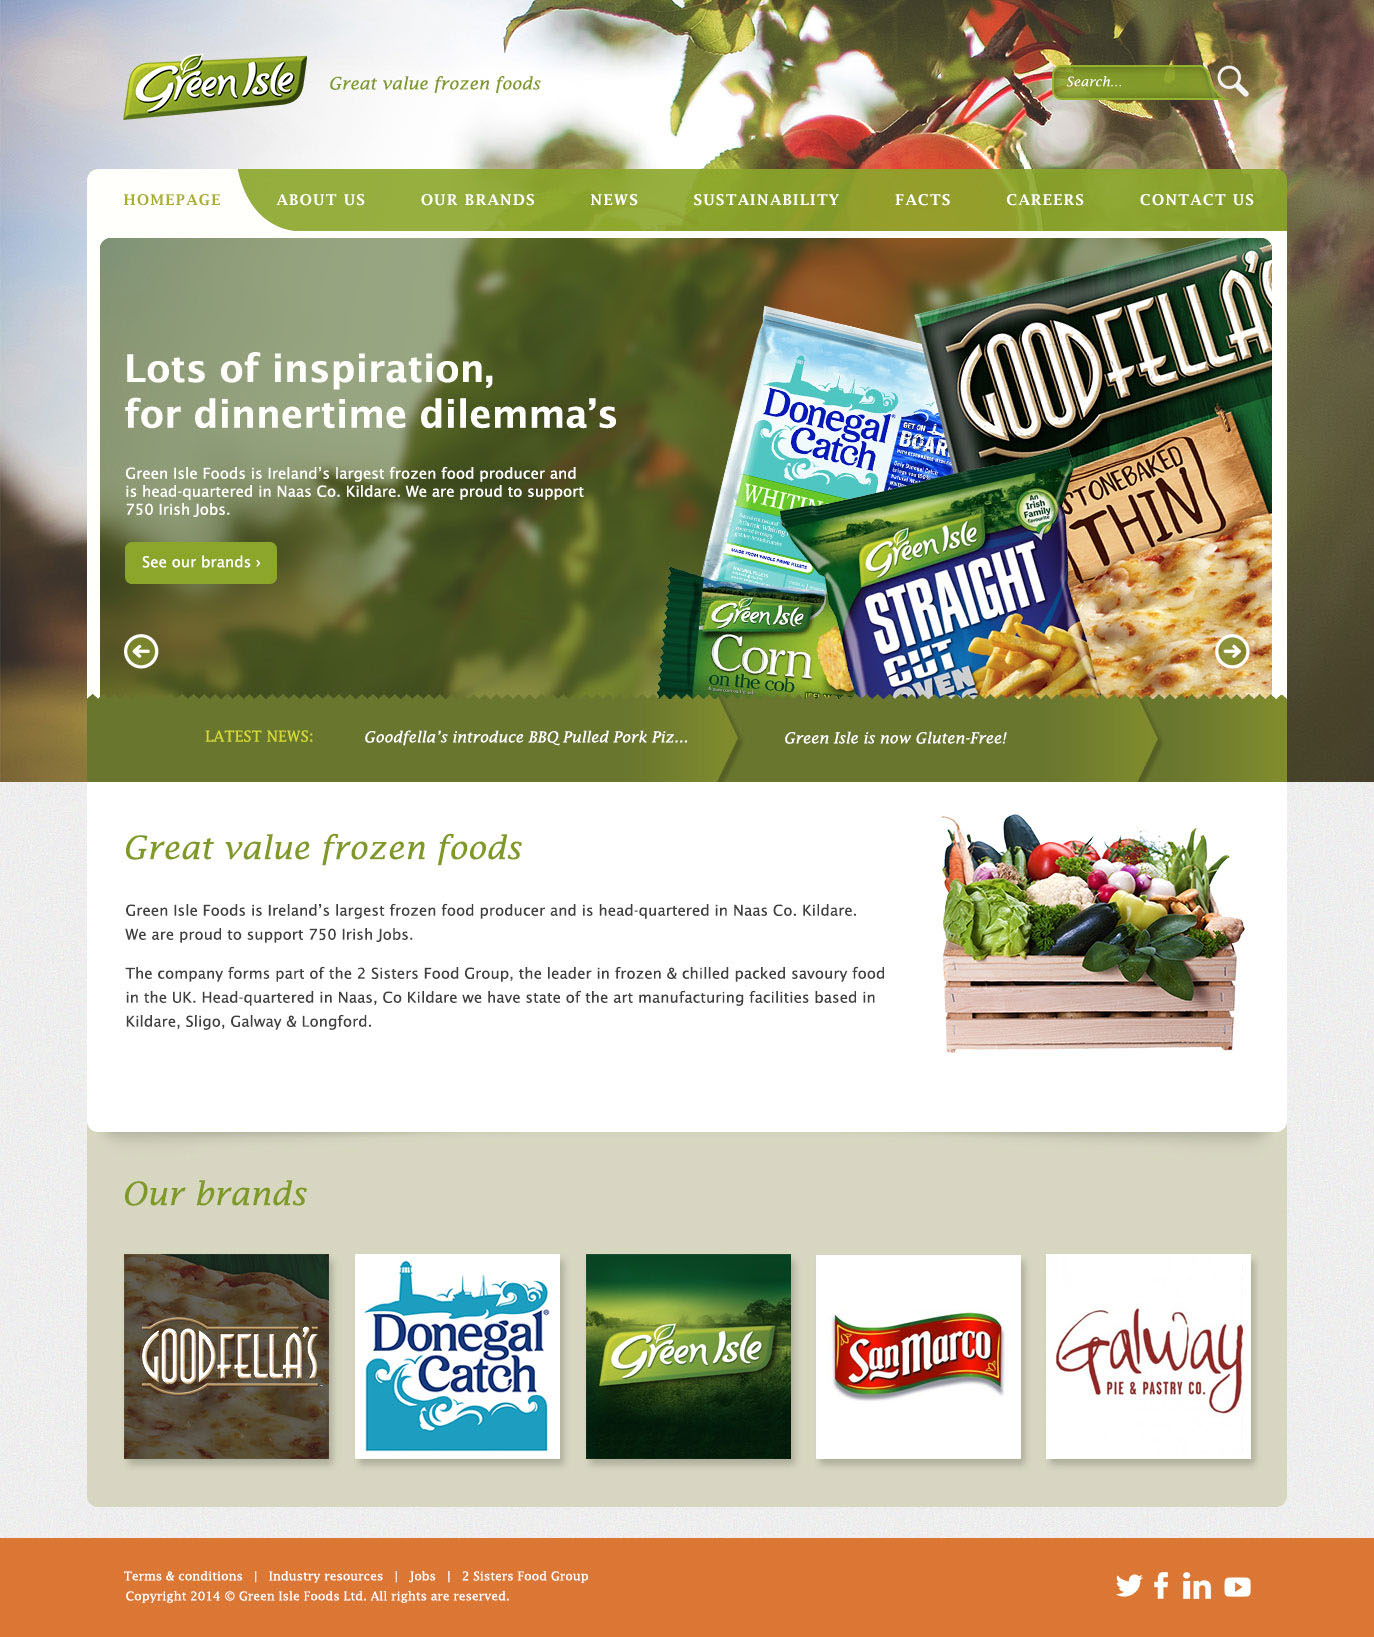 Green Isle
Great value frozen foods
Search...
HOMEPAGE
ABOUT US
OUR BRANDS
NEWS
SUSTAINABILITY
FACTS
CAREERS
CONTACT US
Lots of inspiration,
for dinnertime dilemma's
Green Isle Foods is Ireland's largest frozen food producer and
is head-quartered in Naas Co. Kildare. We are proud to support
750 Irish Jobs.
See our brands ›
Donegal
Catch
GET ON
BOAR
WHITIN
MADE FROM WHOLE PRIME FILLETS
GOODFELLA'S
STONEBAKED
THIN
An
Irish
Family
Favourite
Green Isle
STRAIGHT
CUT
OVEN
Green Isle
Corn
on the cob
LATEST NEWS:
Goodfella's introduce BBQ Pulled Pork Piz...
Green Isle is now Gluten-Free!
Great value frozen foods
Green Isle Foods is Ireland's largest frozen food producer and is head-quartered in Naas Co. Kildare.
We are proud to support 750 Irish Jobs.
The company forms part of the 2 Sisters Food Group, the leader in frozen & chilled packed savoury food
in the UK. Head-quartered in Naas, Co Kildare we have state of the art manufacturing facilities based in
Kildare, Sligo, Galway & Longford.
Our brands
GOODFELLA'S
Donegal
Catch
Green Isle
San Marco
Galway
PIE & PASTRY CO.
Terms & conditions | Industry resources | Jobs | 2 Sisters Food Group
Copyright 2014 © Green Isle Foods Ltd. All rights are reserved.